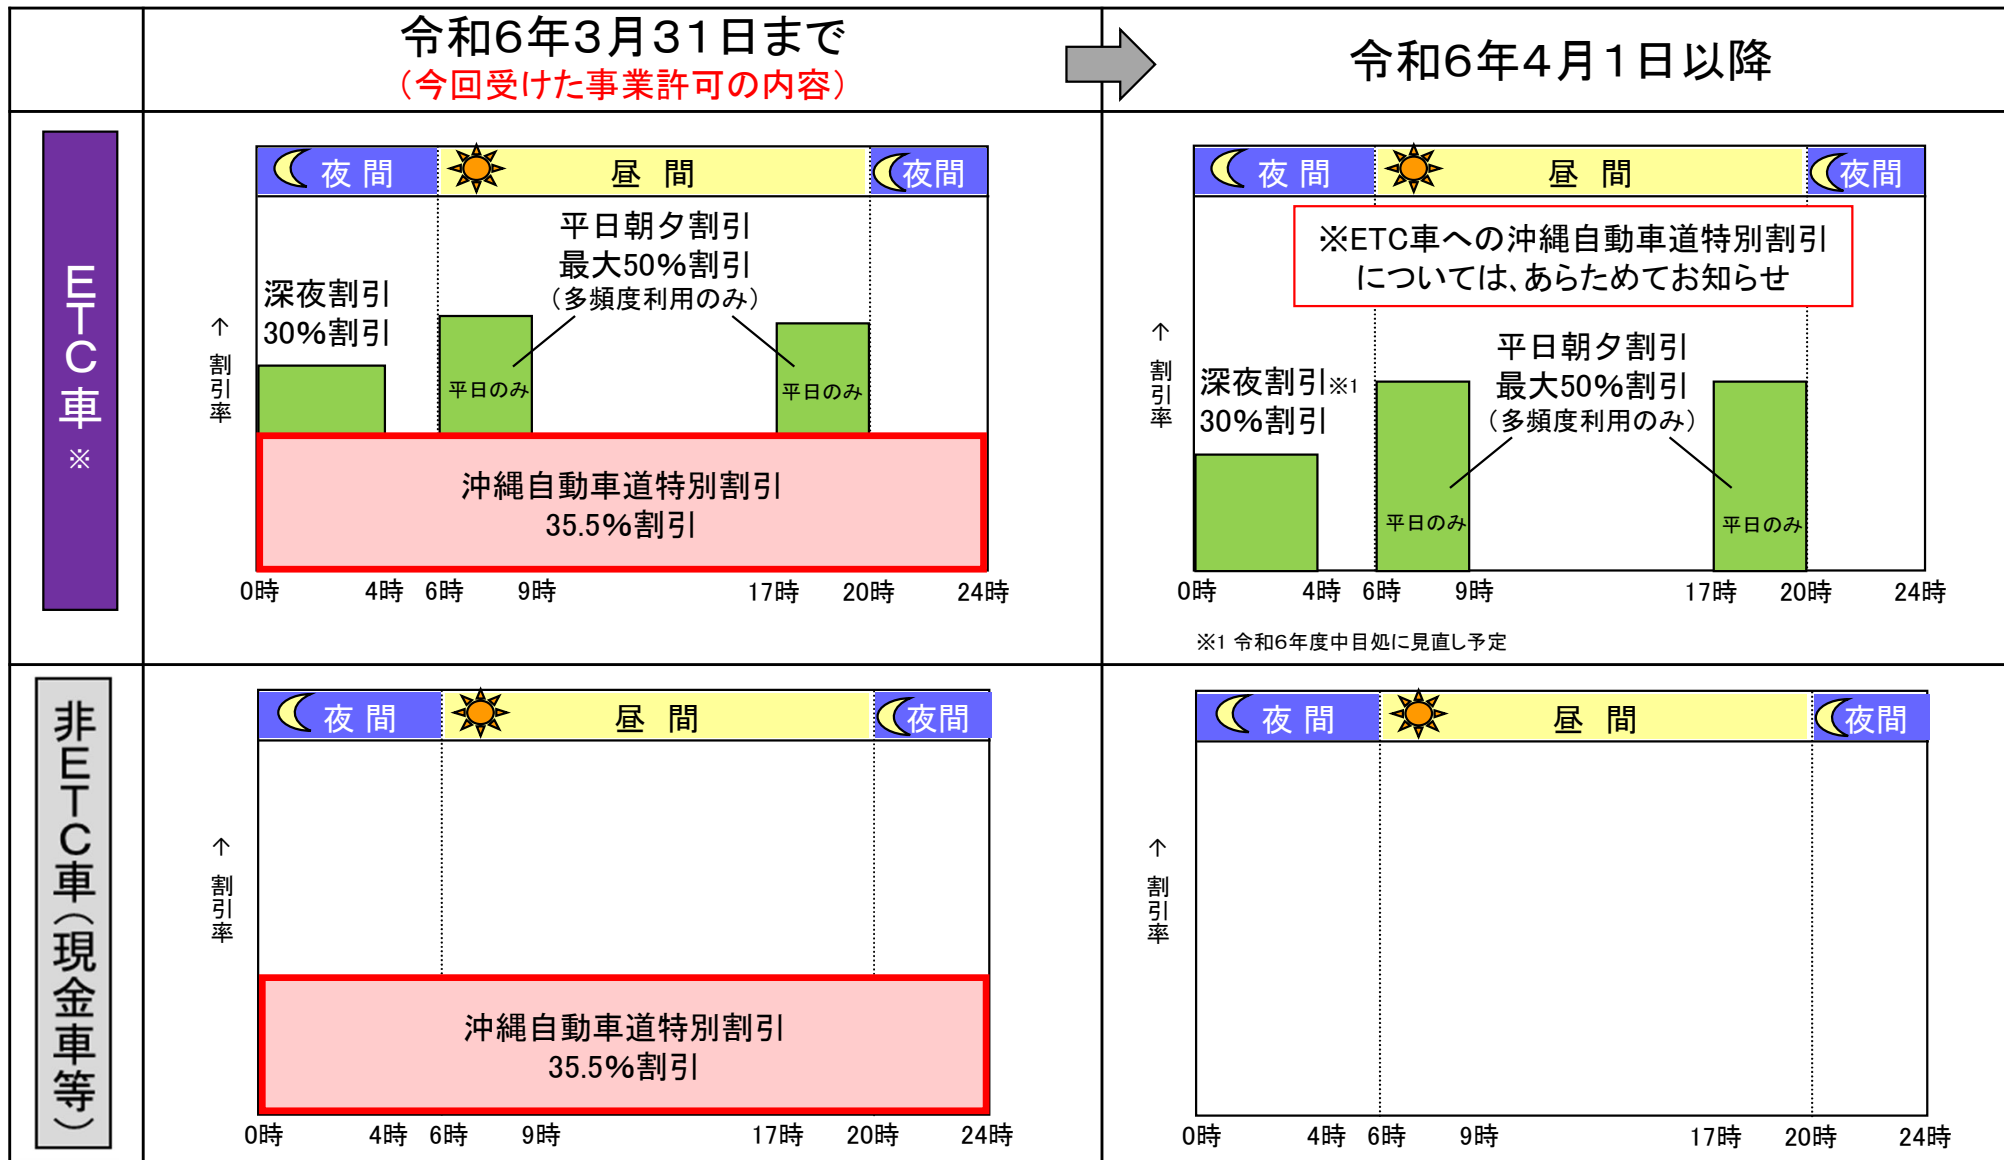 令和6年3月31日まで
(今回受けた事業許可の内容)
令和6年4月1日以降
ETC車
※
夜間
昼間
夜間
平日朝夕割引
最大50%割引
(多頻度利用のみ)
深夜割引
30%割引
↑割引率
平日のみ
平日のみ
沖縄自動車道特別割引
35.5%割引
0時 4時 6時 9時 17時 20時 24時
夜間
昼間
夜間
※ETC車への沖縄自動車道特別割引
については、あらためてお知らせ
平日朝夕割引
最大50%割引
(多頻度利用のみ)
深夜割引※1
30%割引
↑割引率
平日のみ
平日のみ
0時 4時 6時 9時 17時 20時 24時
※1 令和6年度中目処に見直し予定
非ETC車(現金車等)
夜間
昼間
夜間
↑割引率
沖縄自動車道特別割引
35.5%割引
0時 4時 6時 9時 17時 20時 24時
夜間
昼間
夜間
↑割引率
0時 4時 6時 9時 17時 20時 24時